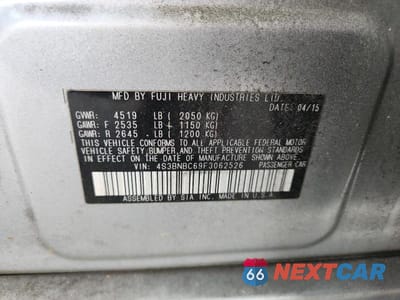 MFD BY FUJI HEAVY INDUSTRIES LTD.
DATE: 04/15
GVWR: 4519 LB ( 2050 KG)
GAWR: F 2535 LB ( 1150 KG)
GAWR: R 2645 LB ( 1200 KG)
THIS VEHICLE CONFORMS TO ALL APPLICABLE FEDERAL MOTOR
VEHICLE SAFETY, BUMPER, AND THEFT PREVENTION STANDARDS
IN EFFECT ON THE DATE OF MANUFACTURE SHOWN ABOVE.
VIN: 4S3BNBC69F3062526 PASSENGER CAR
ASSEMBLED BY SIA INC. MADE IN U.S.A.
66 NEXTCAR